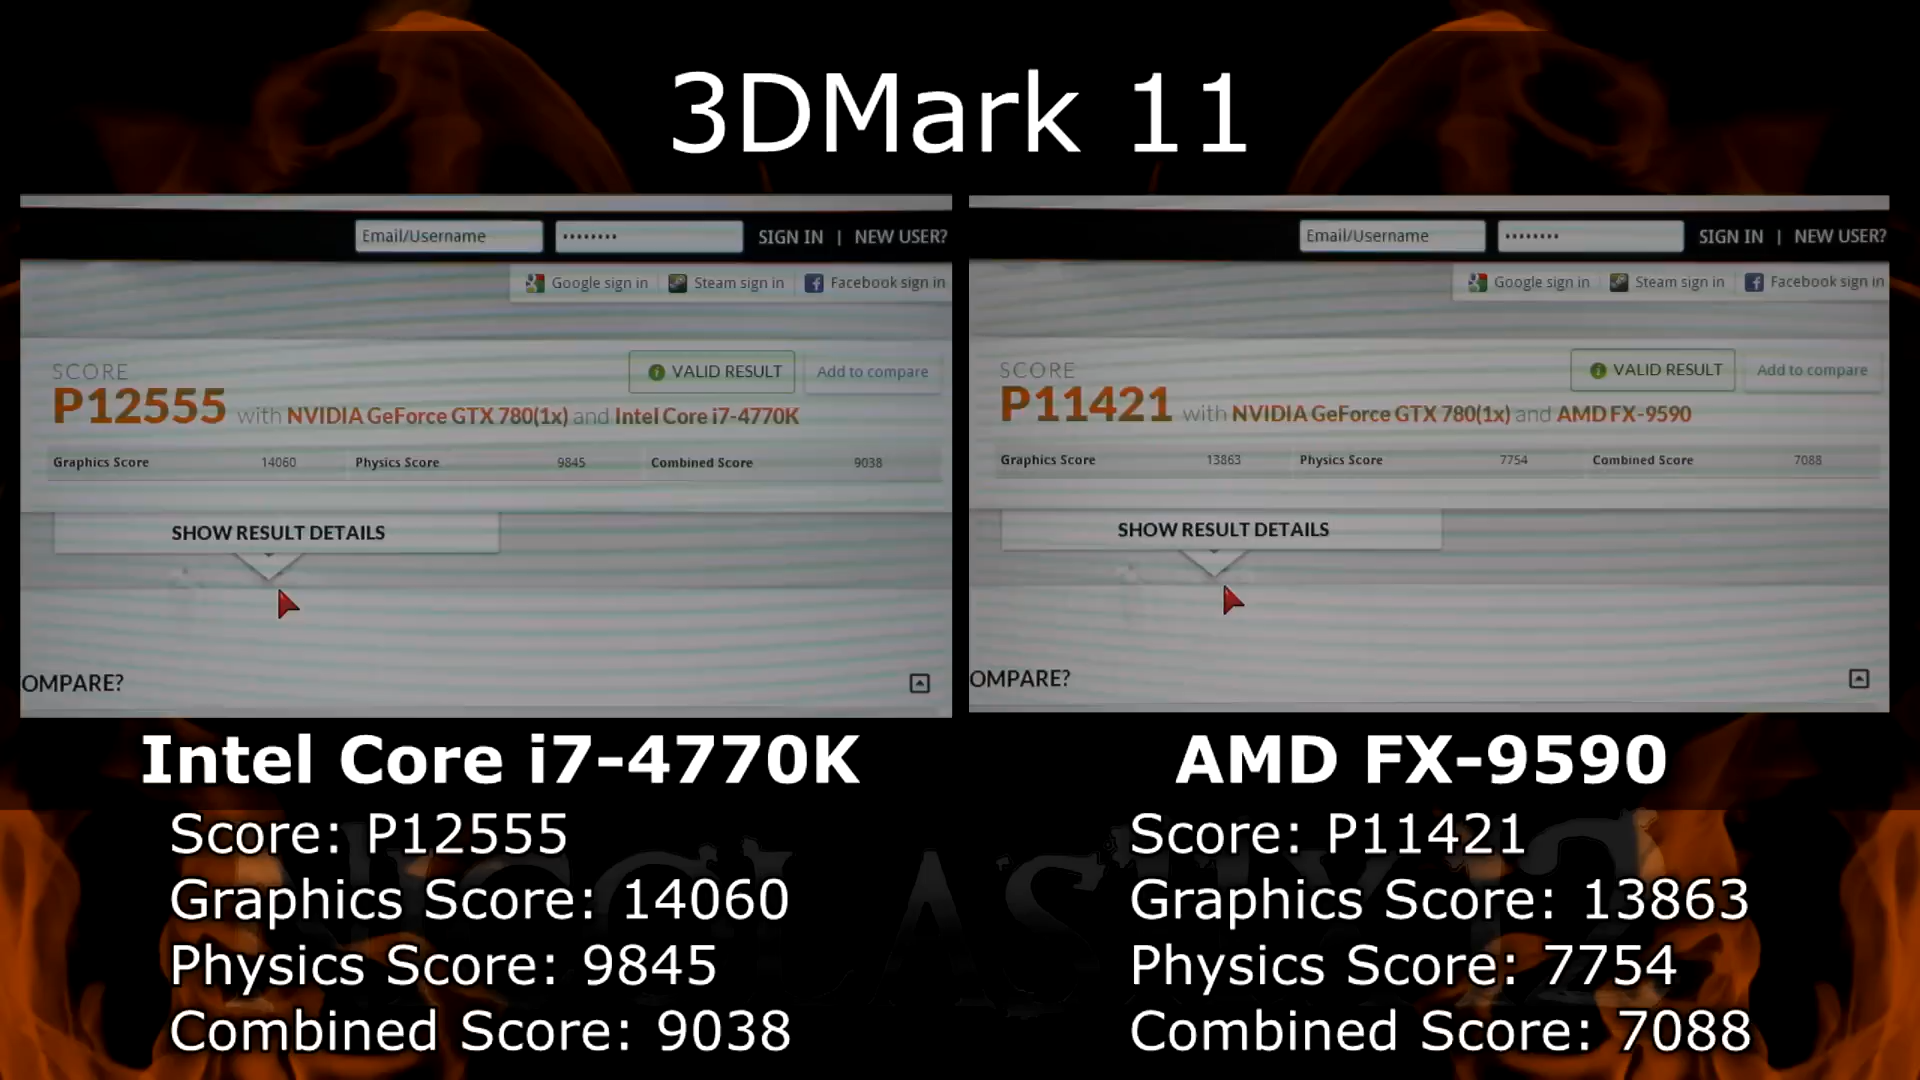 3DMark 11
Email/Username •••••••• SIGN IN | NEW USER?
Google sign in Steam sign in Facebook sign in
SCORE
VALID RESULT Add to compare
P12555 with NVIDIA GeForce GTX 780(1x) and Intel Core i7-4770K
Graphics Score 14060 Physics Score 9845 Combined Score 9038
SHOW RESULT DETAILS
OMPARE?
Email/Username •••••••• SIGN IN | NEW USER?
Google sign in Steam sign in Facebook sign in
SCORE
VALID RESULT Add to compare
P11421 with NVIDIA GeForce GTX 780(1x) and AMD FX-9590
Graphics Score 13863 Physics Score 7754 Combined Score 7088
SHOW RESULT DETAILS
OMPARE?
Intel Core i7-4770K
Score: P12555
Graphics Score: 14060
Physics Score: 9845
Combined Score: 9038
AMD FX-9590
Score: P11421
Graphics Score: 13863
Physics Score: 7754
Combined Score: 7088